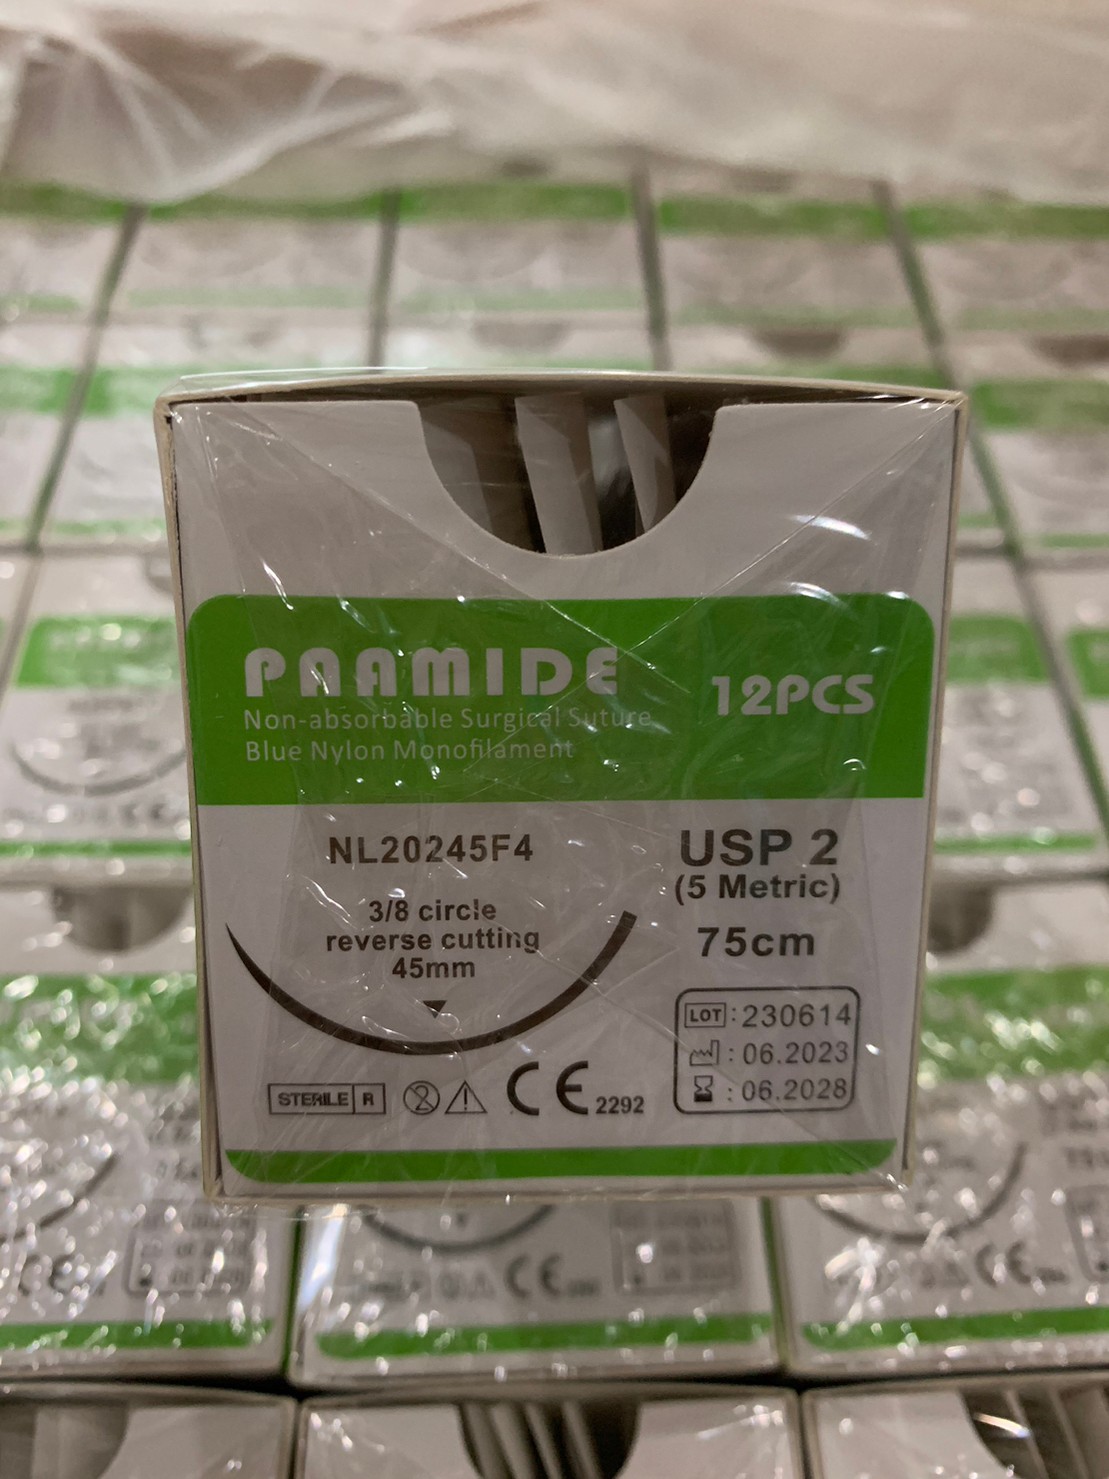 PAAMIDE
12PCS
Non-absorbable Surgical Suture
Blue Nylon Monofilament
NL20245F4
3/8 circle
reverse cutting
45mm
USP 2
(5 Metric)
75cm
LOT : 230614
: 06.2023
: 06.2028
STERILE R
2
CE 2292